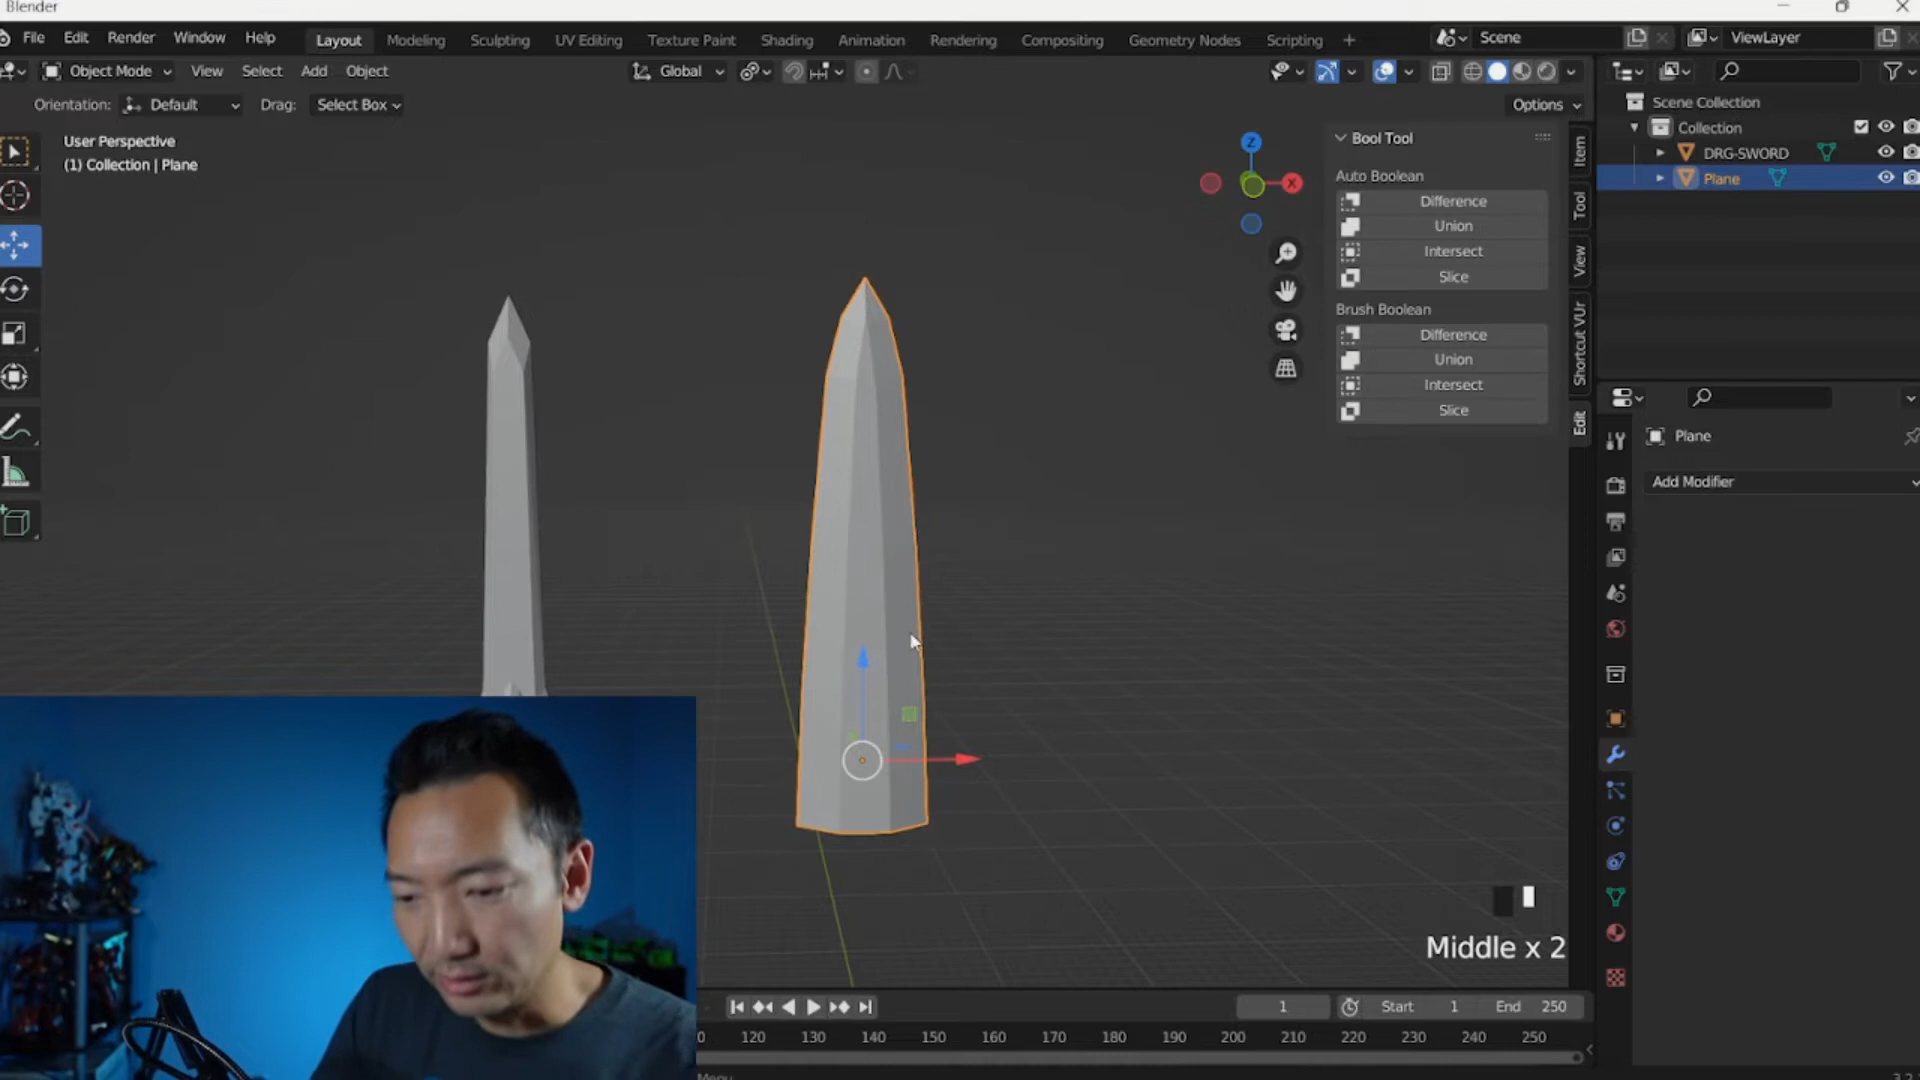 Blender
File Edit Render Window Help Layout Modeling Sculpting UV Editing Texture Paint Shading Animation Rendering Compositing Geometry Nodes Scripting + Scene ViewLayer
Object Mode View Select Add Object Global
Orientation: Default Drag: Select Box Options
User Perspective
(1) Collection | Plane
Z
X
Bool Tool
Auto Boolean
Difference
Union
Intersect
Slice
Brush Boolean
Difference
Union
Intersect
Slice
Item
Tool
View
Shortcut VUr
Edit
Scene Collection
Collection
DRG-SWORD
Plane
Plane
Add Modifier
Middle x 2
1 Start 1 End 250
0 120 130 140 150 160 170 180 190 200 210 220 230 240 250
Menu